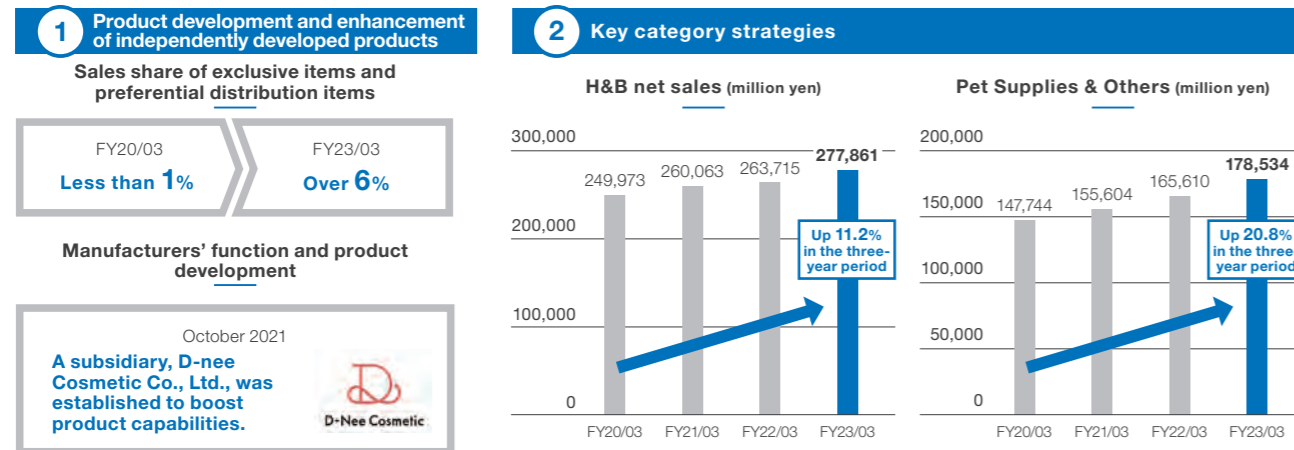 1
Product development and enhancement
of independently developed products
Sales share of exclusive items and
preferential distribution items
FY20/03
Less than 1%
FY23/03
Over 6%
Manufacturers' function and product
development
October 2021
A subsidiary, D-nee
Cosmetic Co., Ltd., was
established to boost
product capabilities.
D-Nee Cosmetic
2
Key category strategies
H&B net sales (million yen)
300,000
200,000
100,000
0
249,973
260,063
263,715
277,861
Up 11.2%
in the three-
year period
FY20/03
FY21/03
FY22/03
FY23/03
Pet Supplies & Others (million yen)
200,000
150,000
100,000
50,000
0
147,744
155,604
165,610
178,534
Up 20.8%
in the three-
year period
FY20/03
FY21/03
FY22/03
FY23/03